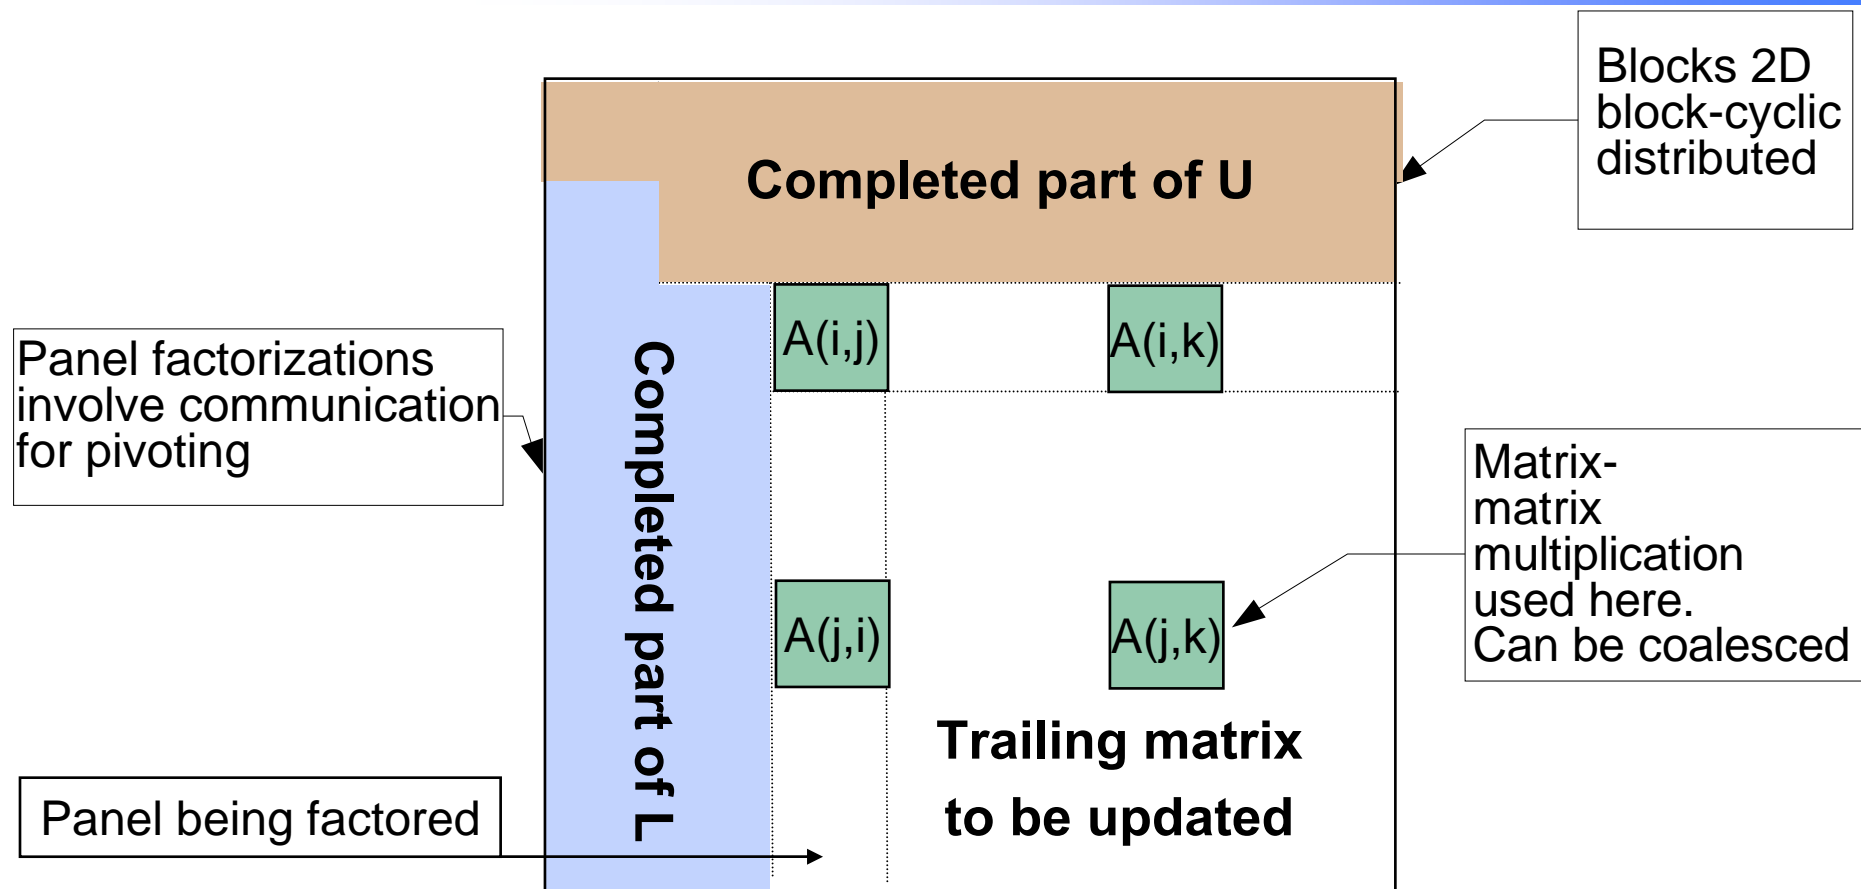 Blocks 2D
block-cyclic
distributed
Completed part of U
A(i,j)
A(i,k)
Panel factorizations
involve communication
for pivoting
Completed part of L
Matrix-
matrix
multiplication
used here.
Can be coalesced
A(j,i)
A(j,k)
Trailing matrix
to be updated
Panel being factored